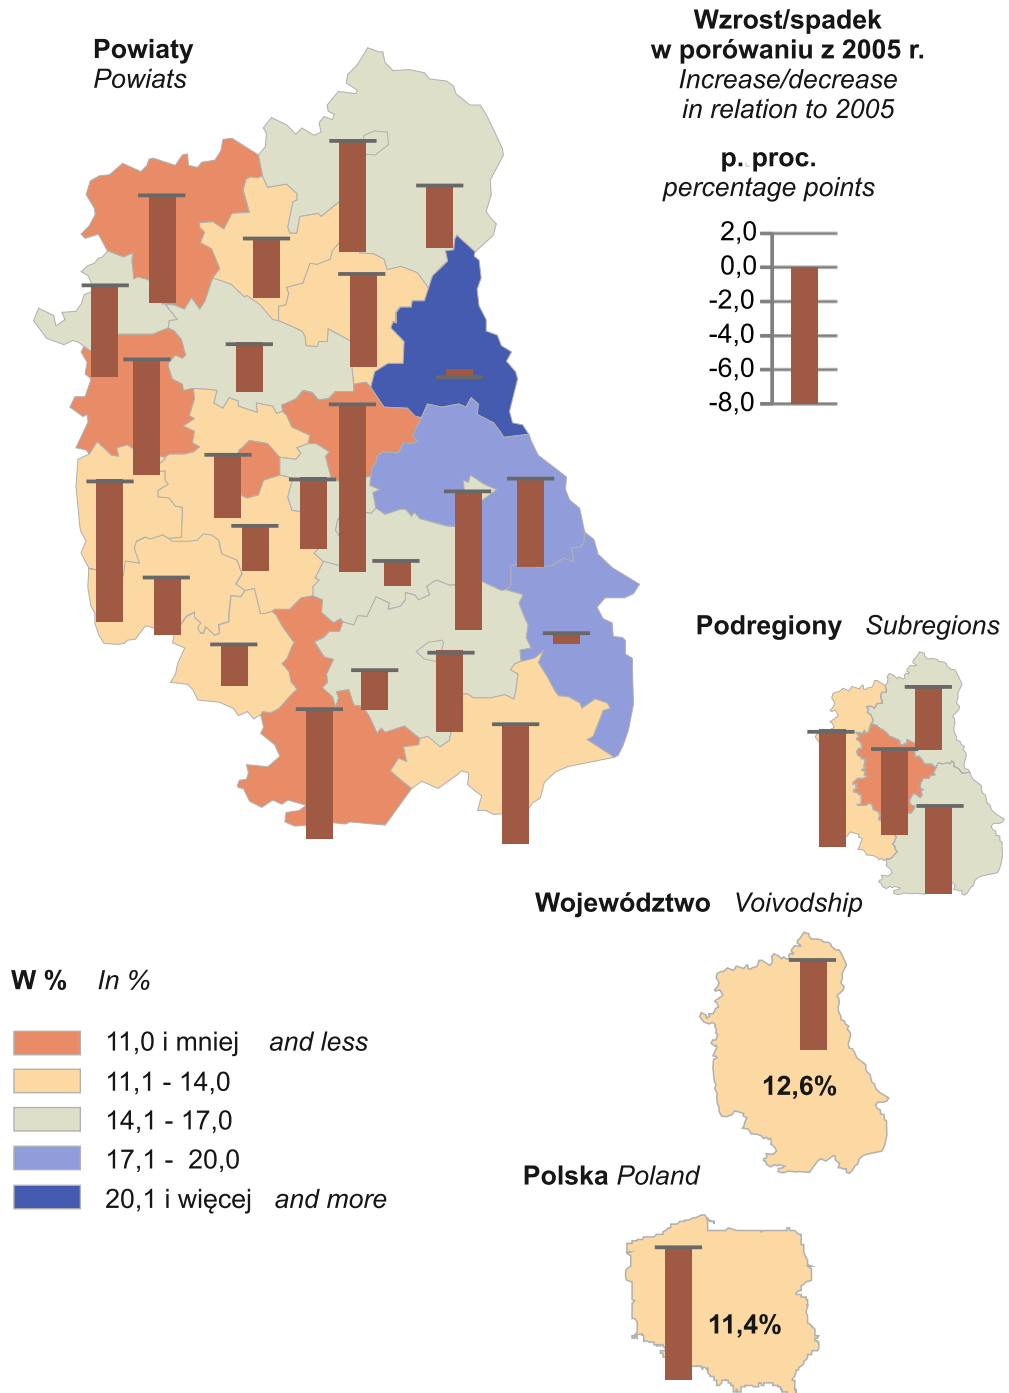 Powiaty
Powiats
Wzrost/spadek
w porówaniu z 2005 r.
Increase/decrease
in relation to 2005
p. proc.
percentage points
2,0
0,0
-2,0
-4,0
-6,0
-8,0
Podregiony Subregions
Województwo Voivodship
12,6%
W % In %
11,0 i mniej and less
11,1 - 14,0
14,1 - 17,0
17,1 - 20,0
20,1 i więcej and more
Polska Poland
11,4%